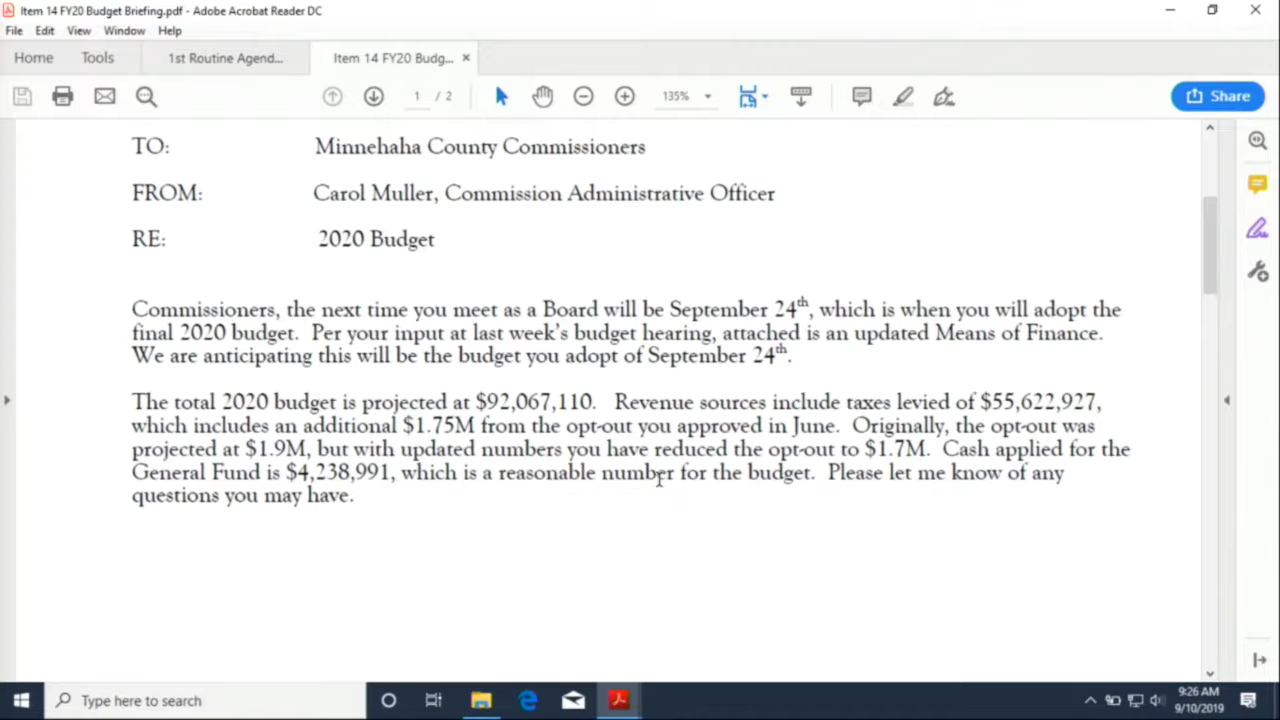 Item 14 FY20 Budget Briefing.pdf - Adobe Acrobat Reader DC
File Edit View Window Help
Home Tools 1st Routine Agend... Item 14 FY20 Budg... ×
1 / 2 135% Share
TO: Minnehaha County Commissioners
FROM: Carol Muller, Commission Administrative Officer
RE: 2020 Budget
Commissioners, the next time you meet as a Board will be September 24th, which is when you will adopt the
final 2020 budget. Per your input at last week's budget hearing, attached is an updated Means of Finance.
We are anticipating this will be the budget you adopt of September 24th.
The total 2020 budget is projected at $92,067,110. Revenue sources include taxes levied of $55,622,927,
which includes an additional $1.75M from the opt-out you approved in June. Originally, the opt-out was
projected at $1.9M, but with updated numbers you have reduced the opt-out to $1.7M. Cash applied for the
General Fund is $4,238,991, which is a reasonable number for the budget. Please let me know of any
questions you may have.
Type here to search
9:26 AM
9/10/2019